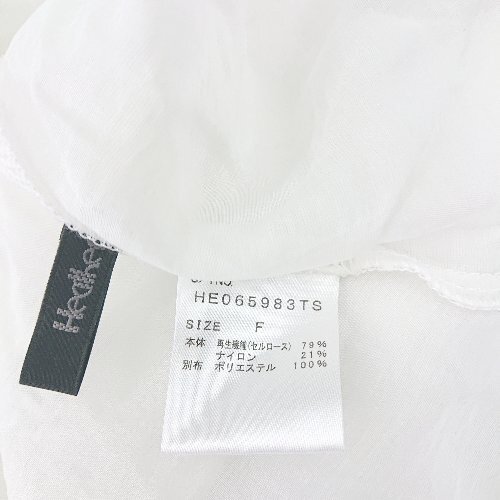 Heathe
HE065983TS
SIZE F
本体 再生繊維(セルロース) 79%
ナイロン 21%
別布 ポリエステル 100%